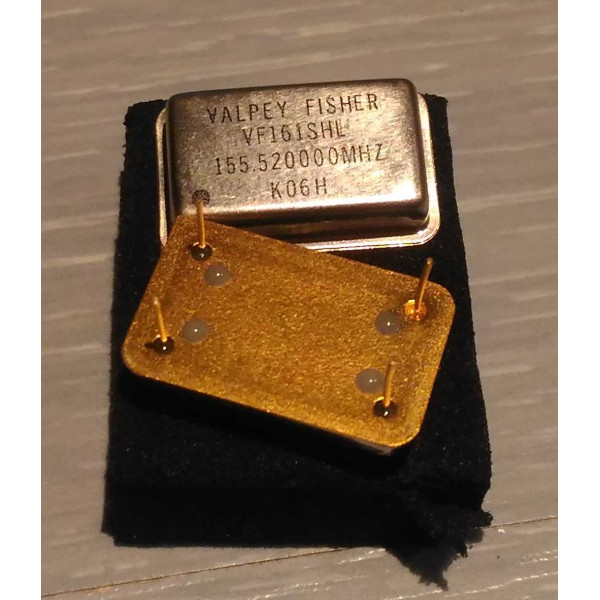 VALPEY FISHER
VF161SHL
155.520000MHZ
K06H